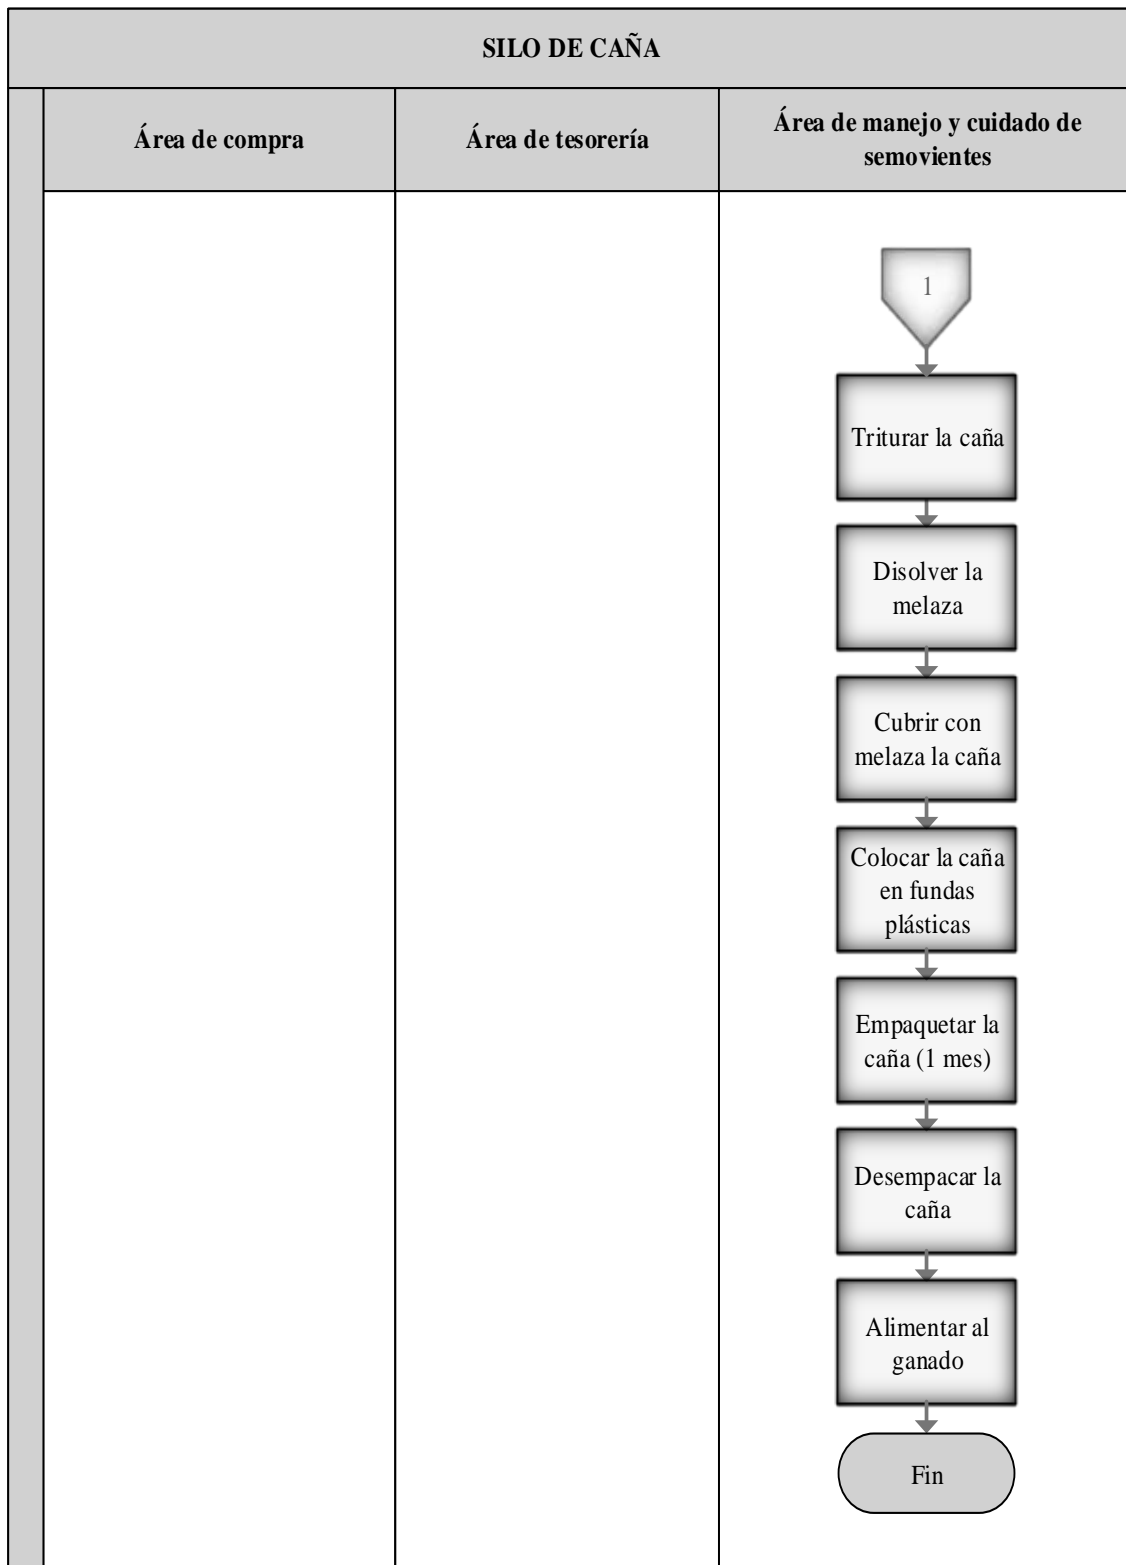 SILO DE CAÑA
Área de compra
Área de tesorería
Área de manejo y cuidado de
semovientes
1
Triturar la caña
Disolver la
melaza
Cubrir con
melaza la caña
Colocar la caña
en fundas
plásticas
Empaquetar la
caña (1 mes)
Desempacar la
caña
Alimentar al
ganado
Fin